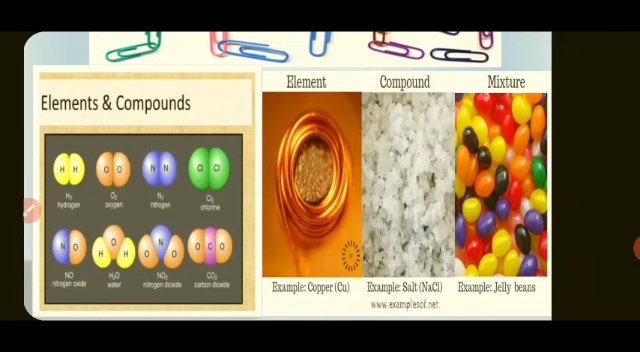 Elements & Compounds
H H
O O
N N
Cl Cl
H2
hydrogen
O2
oxygen
N2
nitrogen
Cl2
chlorine
N O
H O H
O N O
O C O
NO
nitrogen oxide
H2O
water
NO2
nitrogen dioxide
CO2
carbon dioxide
Element
Compound
Mixture
Example: Copper (Cu)
Example: Salt (NaCl)
Example: Jelly beans
www.examplesof.net